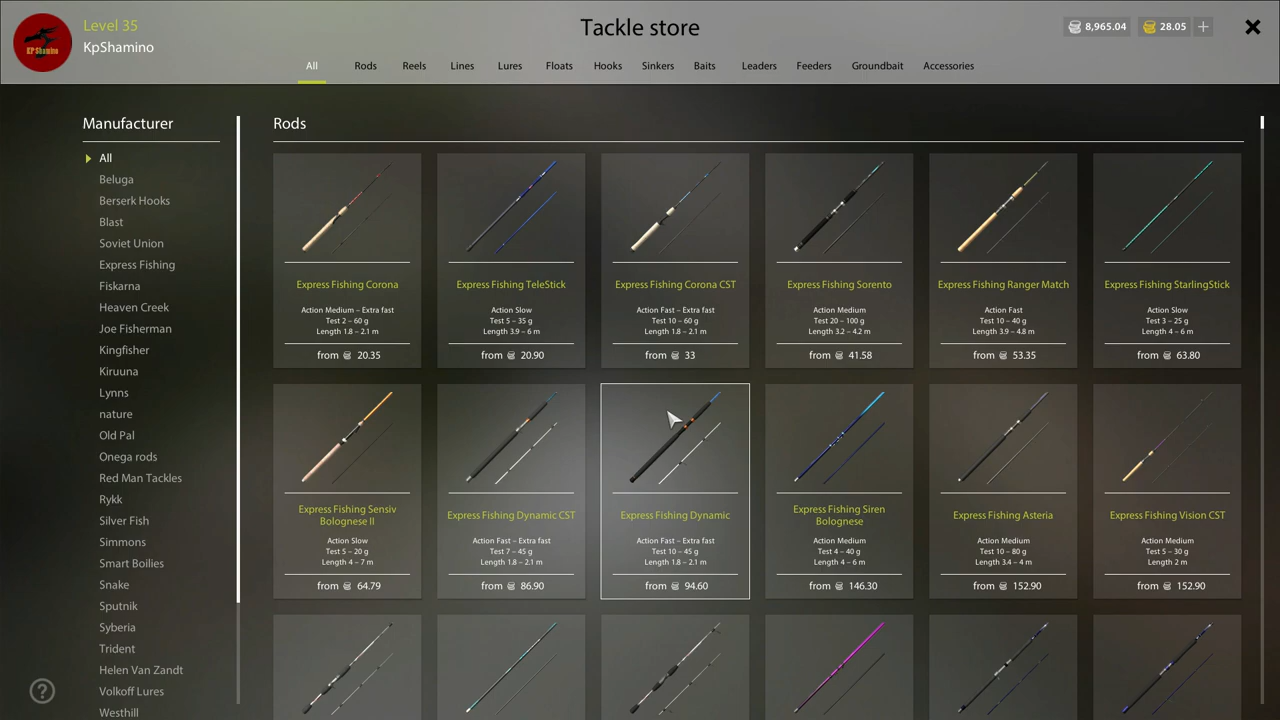 Level 35
KpShamino
KP Shamino
Tackle store
8,965.04
28.05 +
All Rods Reels Lines Lures Floats Hooks Sinkers Baits Leaders Feeders Groundbait Accessories
Manufacturer
All
Beluga
Berserk Hooks
Blast
Soviet Union
Express Fishing
Fiskarna
Heaven Creek
Joe Fisherman
Kingfisher
Kiruuna
Lynns
nature
Old Pal
Onega rods
Red Man Tackles
Rykk
Silver Fish
Simmons
Smart Boilies
Snake
Sputnik
Syberia
Trident
Helen Van Zandt
Volkoff Lures
Westhill
?
Rods
Express Fishing Corona
Action Medium – Extra fast
Test 2 – 60 g
Length 1.8 – 2.1 m
from 20.35
Express Fishing TeleStick
Action Slow
Test 5 – 35 g
Length 3.9 – 6 m
from 20.90
Express Fishing Corona CST
Action Fast – Extra fast
Test 10 – 60 g
Length 1.8 – 2.1 m
from 33
Express Fishing Sorento
Action Medium
Test 20 – 100 g
Length 3.2 – 4.2 m
from 41.58
Express Fishing Ranger Match
Action Fast
Test 10 – 40 g
Length 3.9 – 4.8 m
from 53.35
Express Fishing StarlingStick
Action Slow
Test 3 – 25 g
Length 4 – 6 m
from 63.80
Express Fishing Sensiv
Bolognese II
Action Slow
Test 5 – 20 g
Length 4 – 7 m
from 64.79
Express Fishing Dynamic CST
Action Fast – Extra fast
Test 7 – 45 g
Length 1.8 – 2.1 m
from 86.90
Express Fishing Dynamic
Action Fast – Extra fast
Test 10 – 45 g
Length 1.8 – 2.1 m
from 94.60
Express Fishing Siren
Bolognese
Action Medium
Test 4 – 40 g
Length 4 – 6 m
from 146.30
Express Fishing Asteria
Action Medium
Test 10 – 80 g
Length 3.4 – 4 m
from 152.90
Express Fishing Vision CST
Action Medium
Test 5 – 30 g
Length 2 m
from 152.90